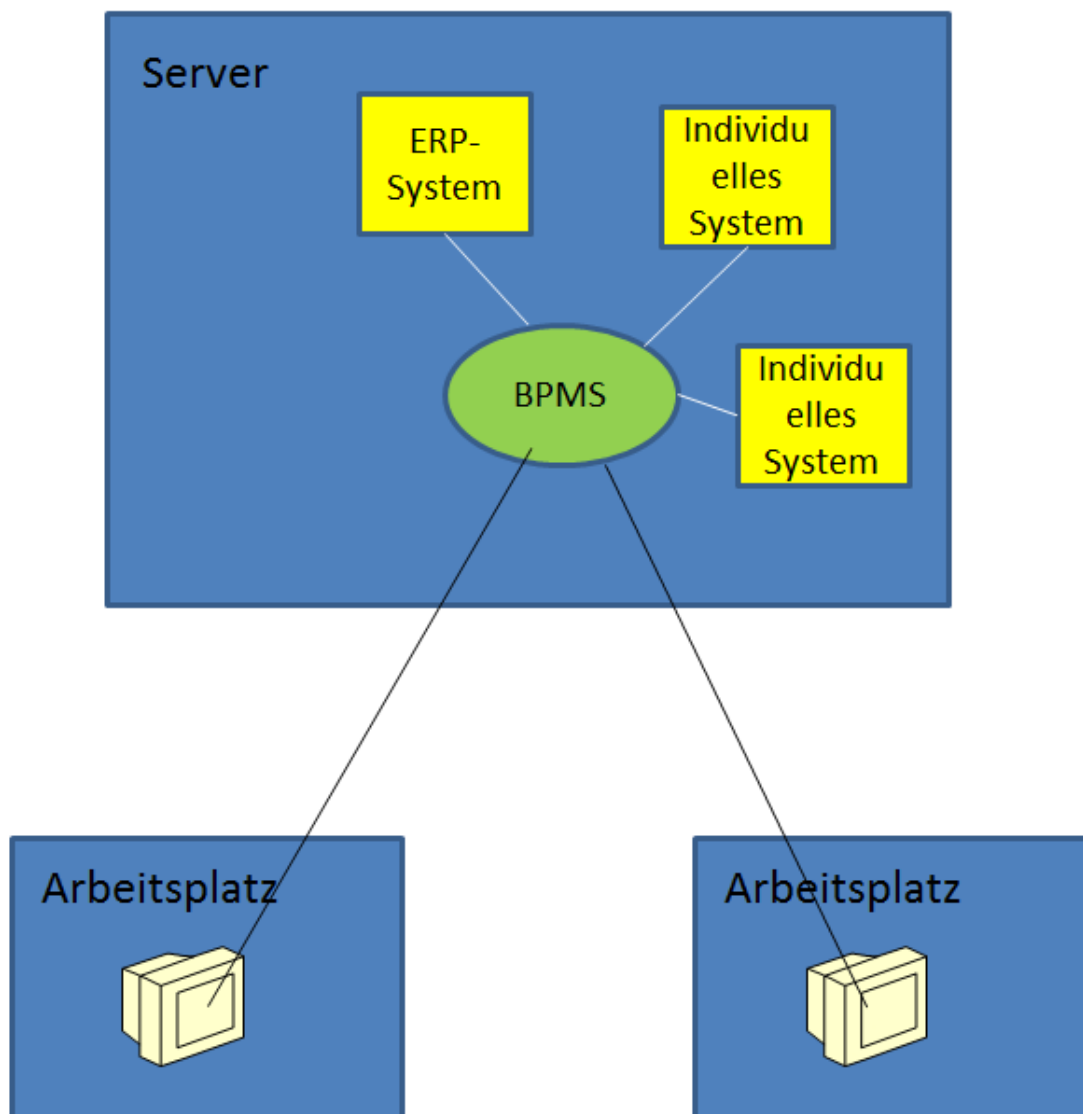 Server
ERP-
System
Individu
elles
System
BPMS
Individu
elles
System
Arbeitsplatz
Arbeitsplatz